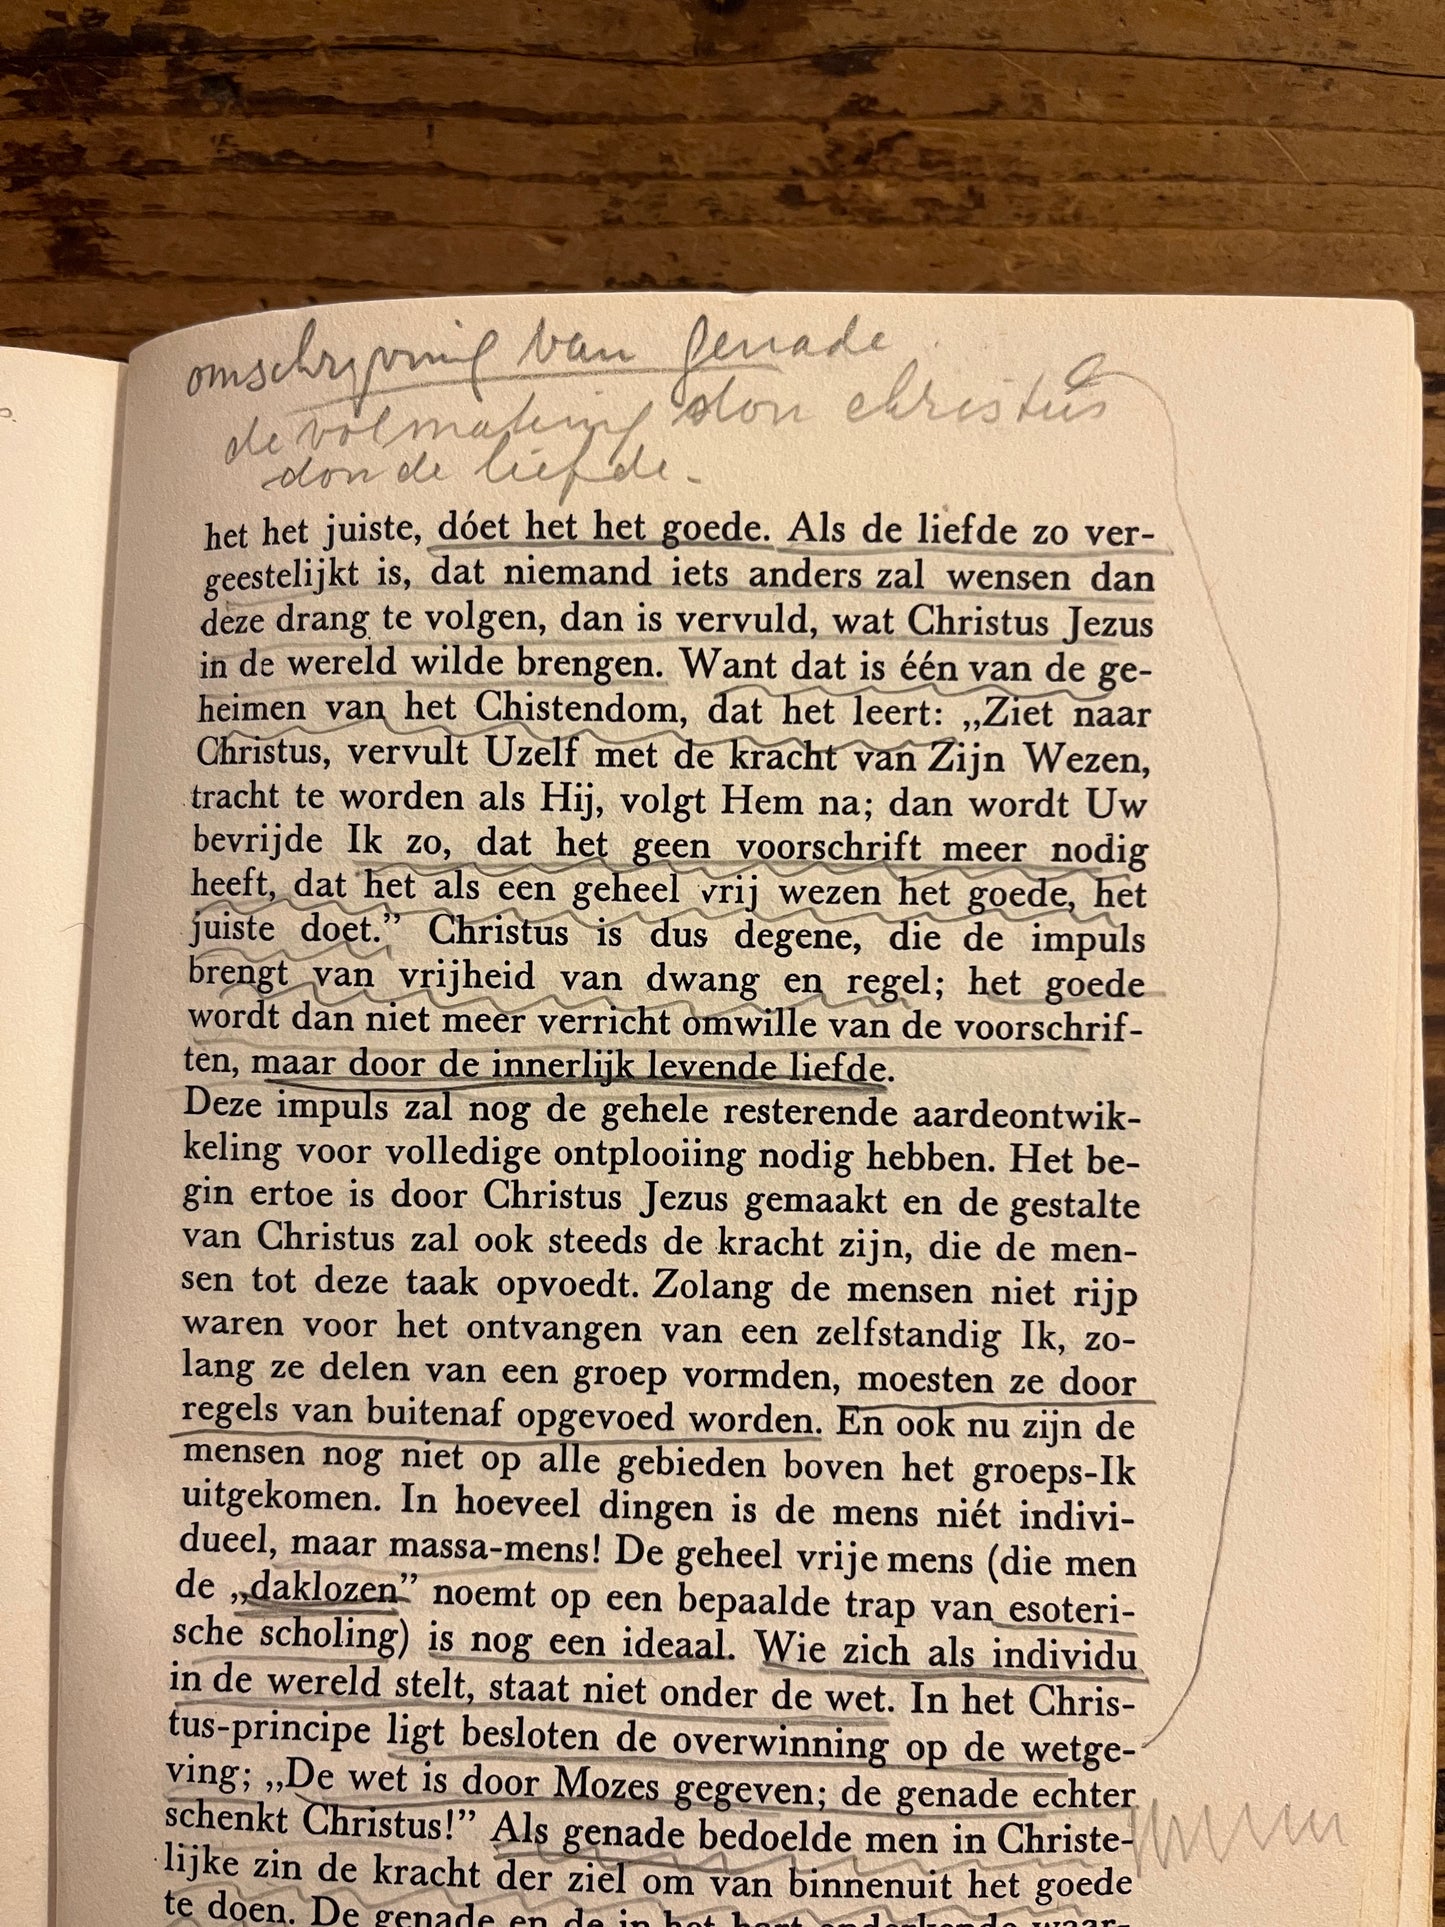 omschrijving van genade.
de volmaking don christus
don de liefde.
het het juiste, dóet het het goede. Als de liefde zo ver-
geestelijkt is, dat niemand iets anders zal wensen dan
deze drang te volgen, dan is vervuld, wat Christus Jezus
in de wereld wilde brengen. Want dat is één van de ge-
heimen van het Chistendom, dat het leert: „Ziet naar
Christus, vervult Uzelf met de kracht van Zijn Wezen,
tracht te worden als Hij, volgt Hem na; dan wordt Uw
bevrijde Ik zo, dat het geen voorschrift meer nodig
heeft, dat het als een geheel vrij wezen het goede, het
juiste doet.” Christus is dus degene, die de impuls
brengt van vrijheid van dwang en regel; het goede
wordt dan niet meer verricht omwille van de voorschrif-
ten, maar door de innerlijk levende liefde.
Deze impuls zal nog de gehele resterende aardeontwik-
keling voor volledige ontplooiing nodig hebben. Het be-
gin ertoe is door Christus Jezus gemaakt en de gestalte
van Christus zal ook steeds de kracht zijn, die de men-
sen tot deze taak opvoedt. Zolang de mensen niet rijp
waren voor het ontvangen van een zelfstandig Ik, zo-
lang ze delen van een groep vormden, moesten ze door
regels van buitenaf opgevoed worden. En ook nu zijn de
mensen nog niet op alle gebieden boven het groeps-Ik
uitgekomen. In hoeveel dingen is de mens niét indivi-
dueel, maar massa-mens! De geheel vrije mens (die men
de „daklozen” noemt op een bepaalde trap van esoteri-
sche scholing) is nog een ideaal. Wie zich als individu
in de wereld stelt, staat niet onder de wet. In het Chris-
tus-principe ligt besloten de overwinning op de wetge-
ving; „De wet is door Mozes gegeven; de genade echter
schenkt Christus!” Als genade bedoelde men in Christe-
lijke zin de kracht der ziel om van binnenuit het goede
te doen. De genade en de in het hart